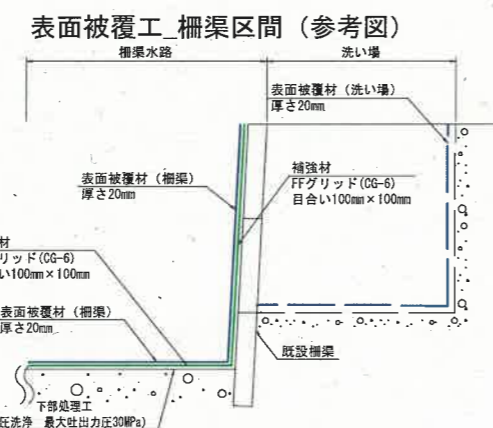 表面被覆工_柵渠区間（参考図）
柵渠水路
洗い場
表面被覆材（洗い場）
厚さ20mm
表面被覆材（柵渠）
厚さ20mm
補強材
FFグリッド(CG-6)
目合い100mm×100mm
材
リッド(CG-6)
い100mm×100mm
表面被覆材（柵渠）
厚さ20mm
既設柵渠
下部処理工
圧洗浄 最大吐出力圧30MPa)